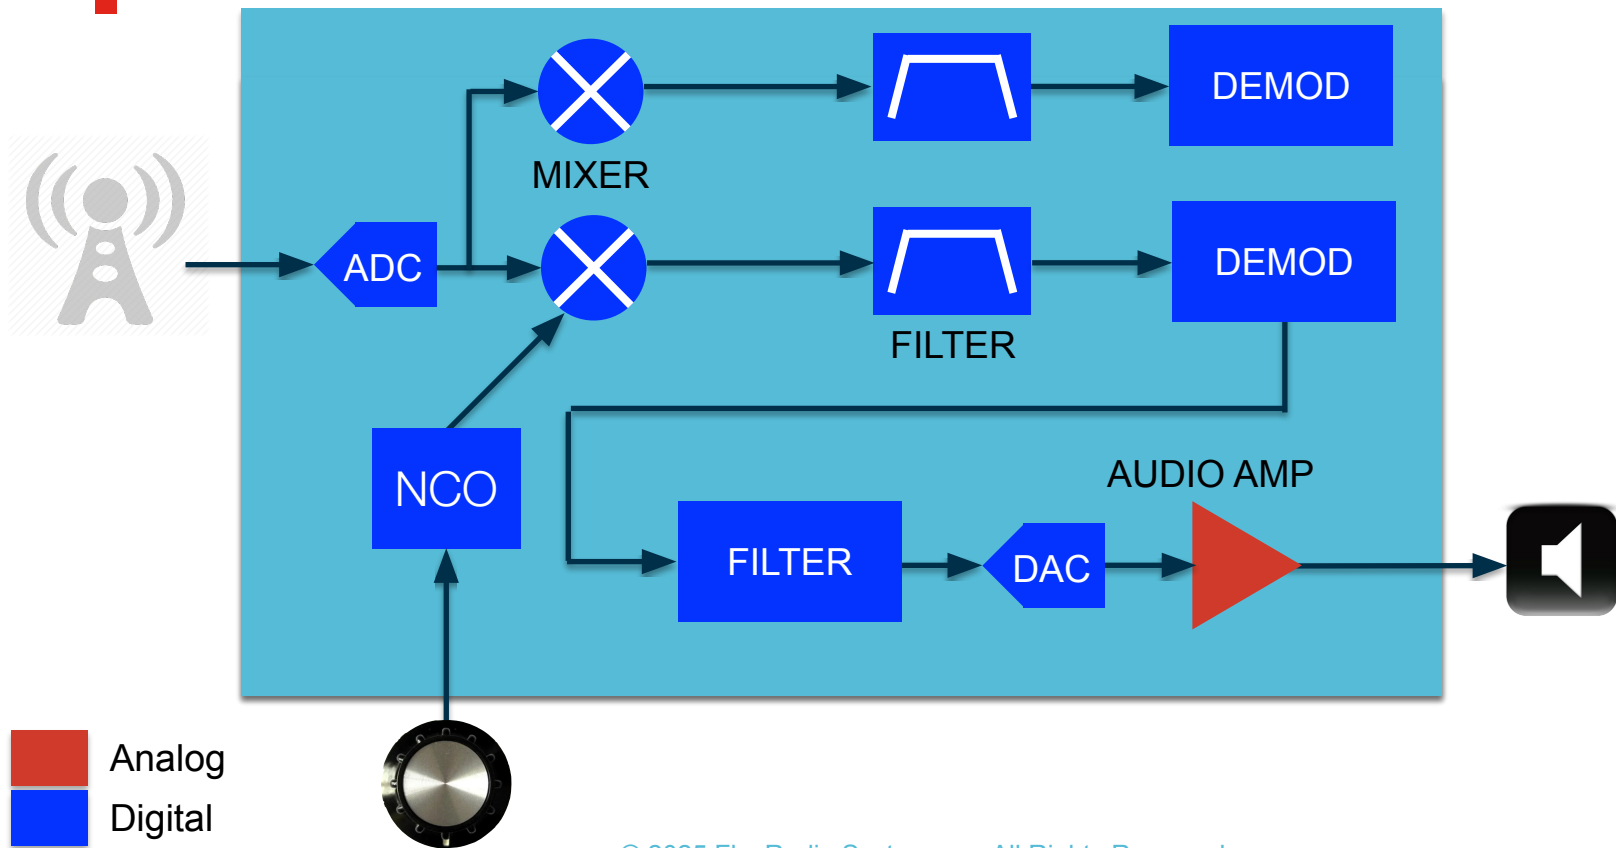 DEMOD
MIXER
ADC
DEMOD
FILTER
NCO
AUDIO AMP
FILTER
DAC
Analog
Digital